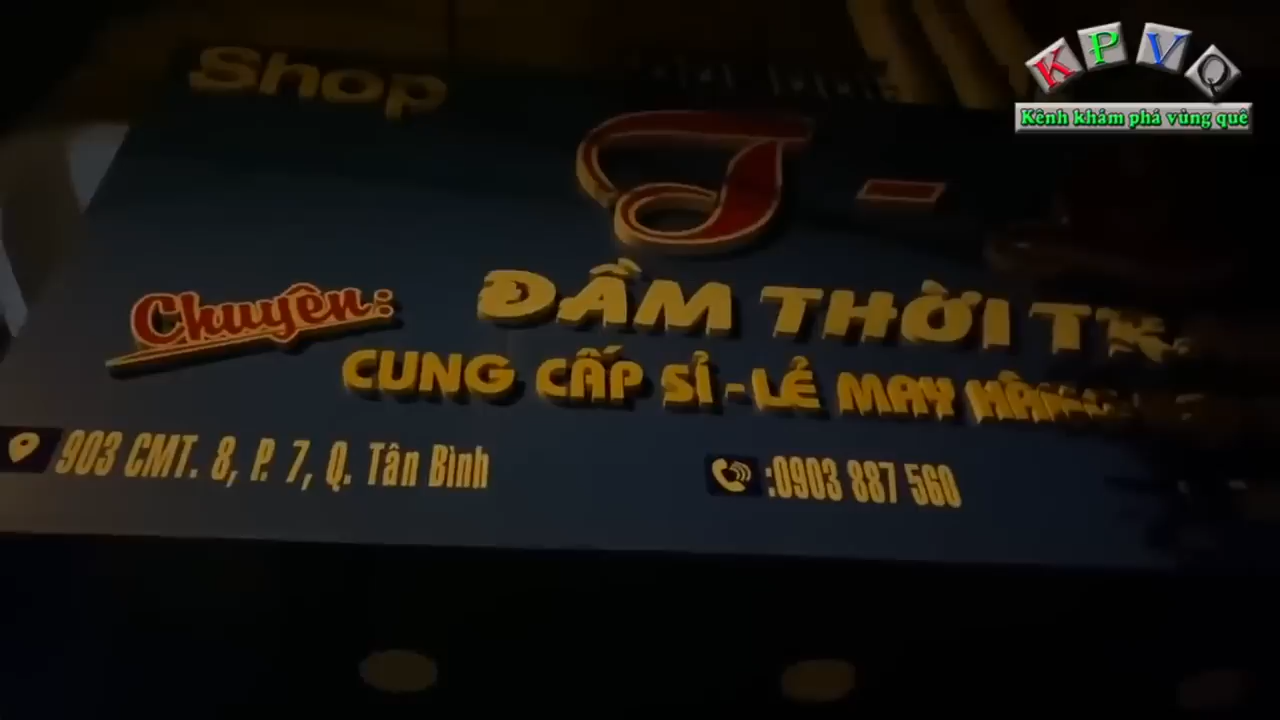 KPVQ
Kênh khám phá vùng quê
Shop
T -
Chuyên:
ĐẦM THỜI
CUNG CẤP SỈ - LẺ MAY
903 CMT. 8, P. 7, Q. Tân Bình
:0903 887 560